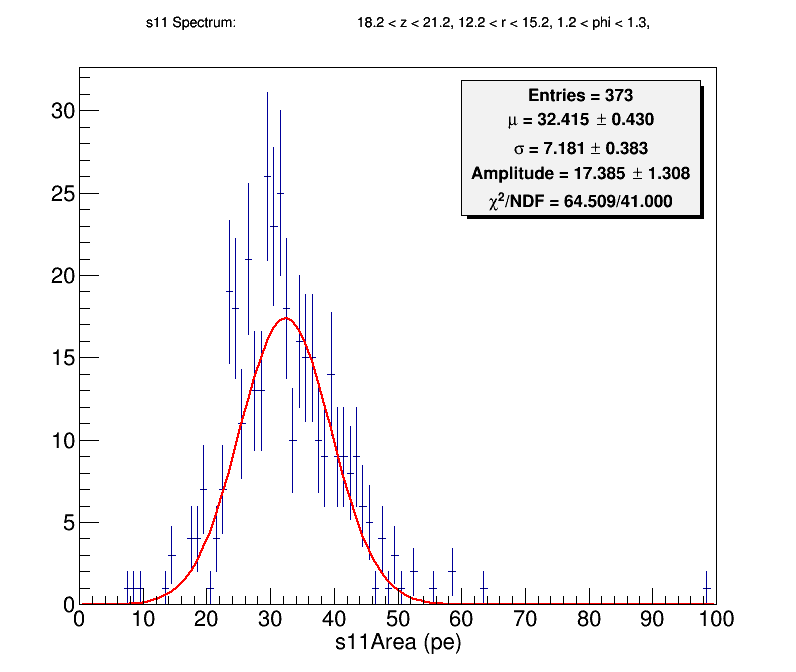 s11 Spectrum: 18.2 < z < 21.2, 12.2 < r < 15.2, 1.2 < phi < 1.3,
Entries = 373
μ = 32.415 ± 0.430
σ = 7.181 ± 0.383
Amplitude = 17.385 ± 1.308
χ²/NDF = 64.509/41.000
30
25
20
15
10
5
0
0 10 20 30 40 50 60 70 80 90 100
s11Area (pe)